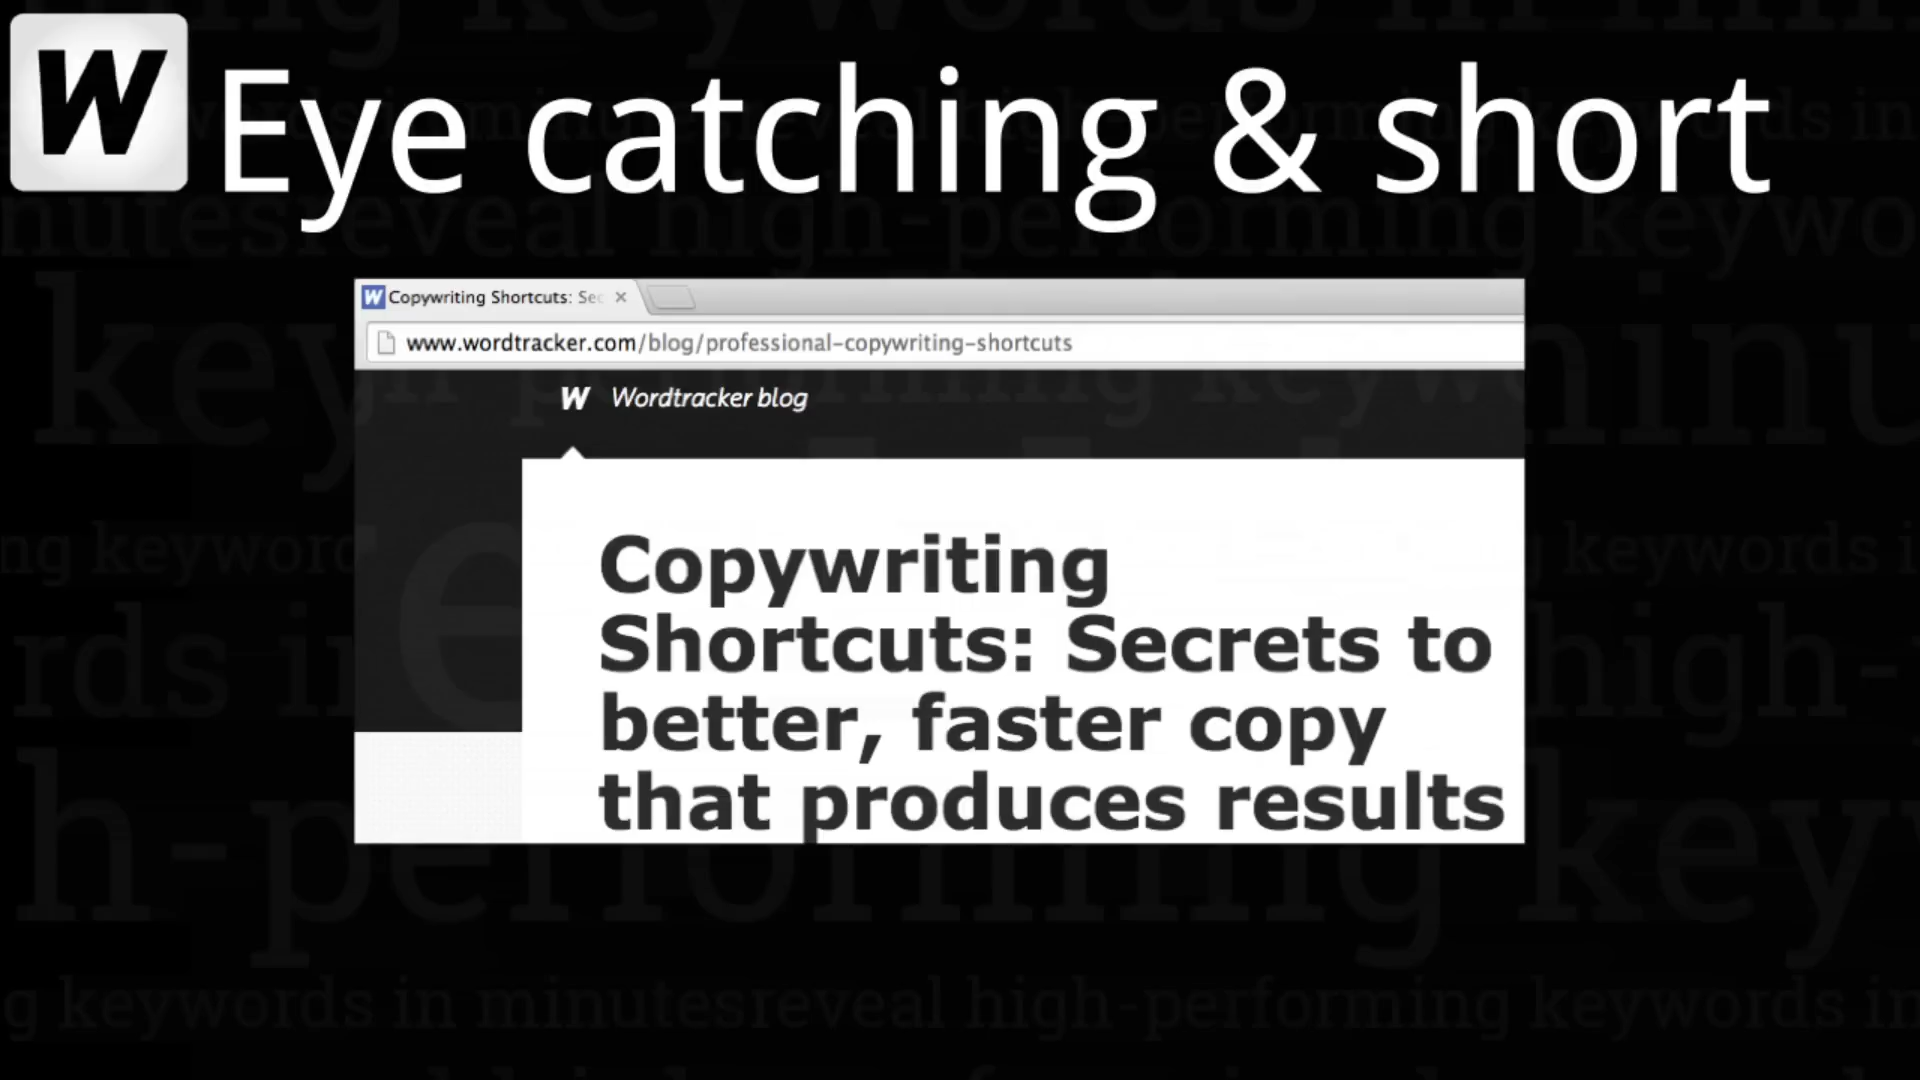 W Eye catching & short
W Copywriting Shortcuts: Sec
www.wordtracker.com/blog/professional-copywriting-shortcuts
W Wordtracker blog
Copywriting
Shortcuts: Secrets to
better, faster copy
that produces results